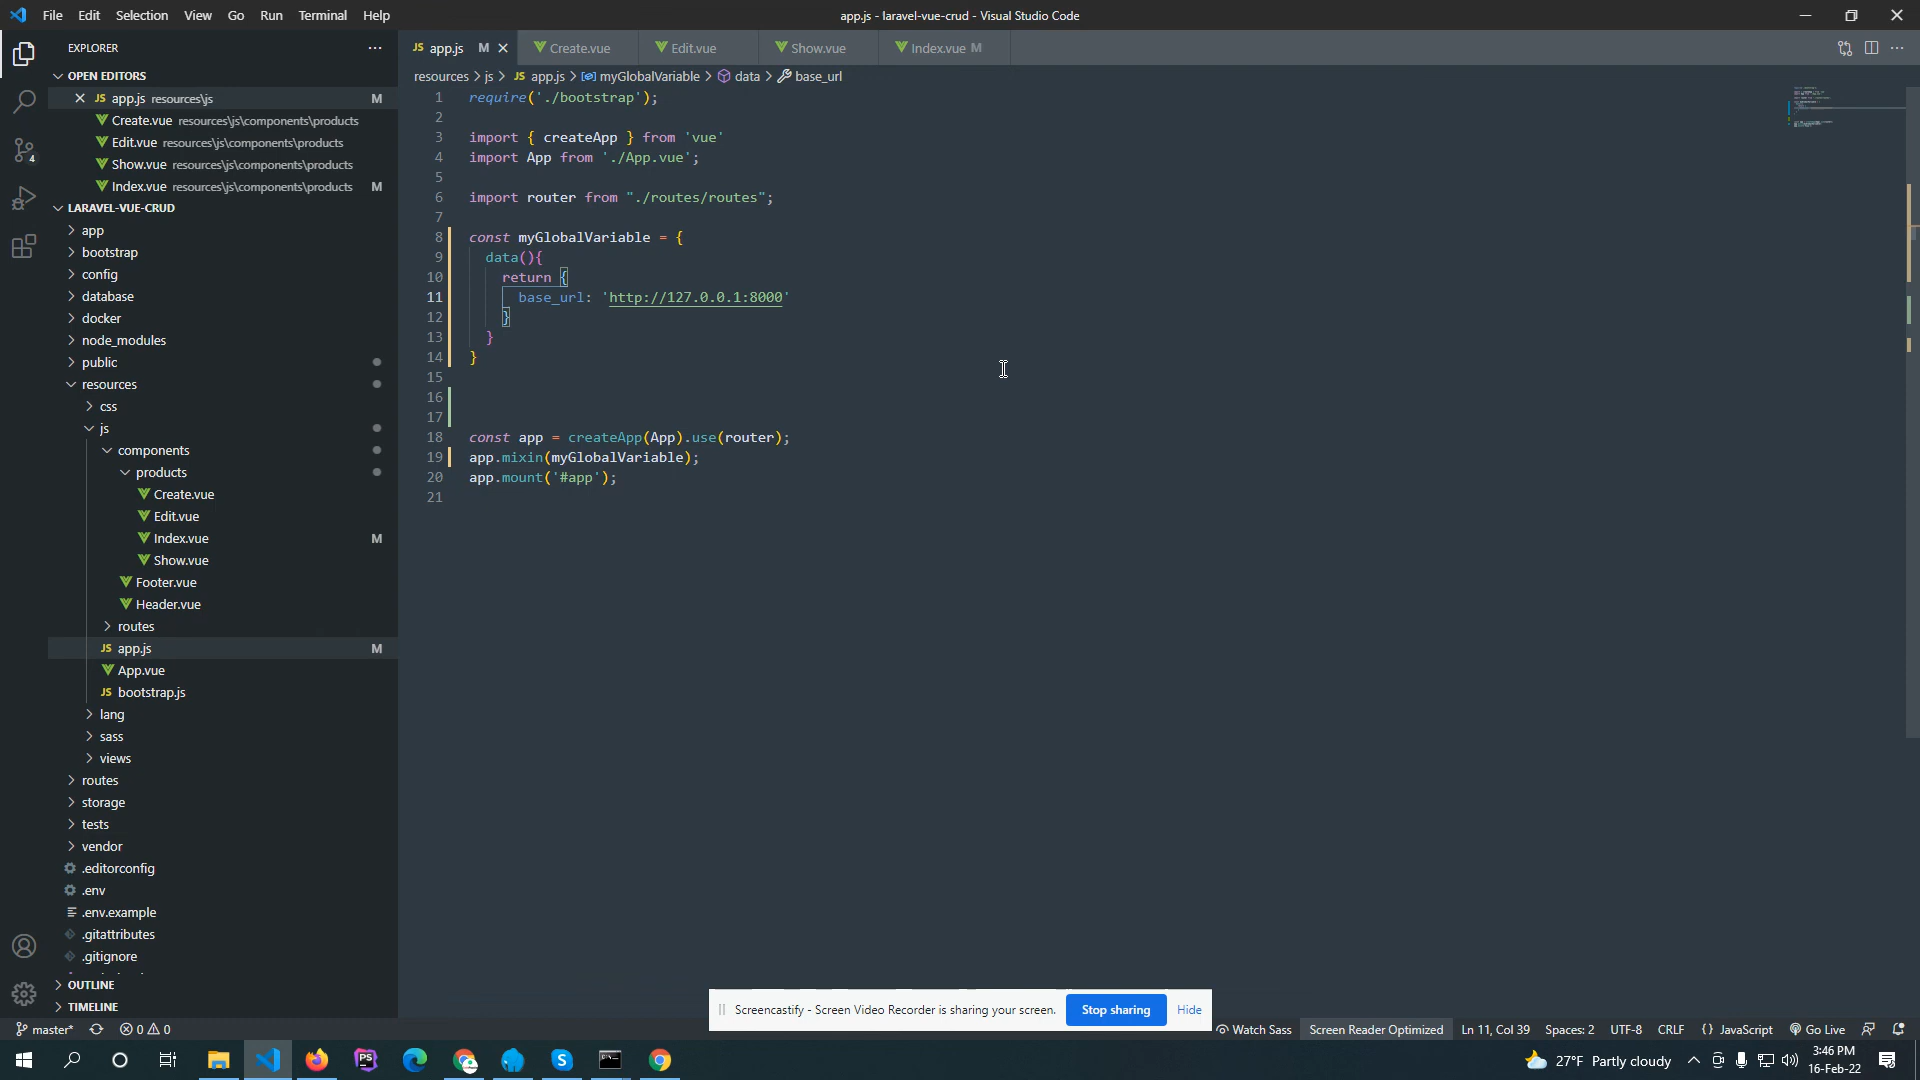 File Edit Selection View Go Run Terminal Help
app.js - laravel-vue-crud - Visual Studio Code
EXPLORER
OPEN EDITORS
app.js resources\js M
Create.vue resources\js\components\products
Edit.vue resources\js\components\products
Show.vue resources\js\components\products
Index.vue resources\js\components\products M
LARAVEL-VUE-CRUD
app
bootstrap
config
database
docker
node_modules
public
resources
css
js
components
products
Create.vue
Edit.vue
Index.vue M
Show.vue
Footer.vue
Header.vue
routes
JS app.js M
App.vue
JS bootstrap.js
lang
sass
views
routes
storage
tests
vendor
.editorconfig
.env
.env.example
.gitattributes
.gitignore
OUTLINE
TIMELINE
4
JS app.js M Create.vue Edit.vue Show.vue Index.vue M
resources > js > JS app.js > myGlobalVariable > data > base_url
1 require('./bootstrap');
2
3 import { createApp } from 'vue'
4 import App from './App.vue';
5
6 import router from "./routes/routes";
7
8 const myGlobalVariable = {
9 data(){
10 return {
11 base_url: 'http://127.0.0.1:8000'
12 }
13 }
14 }
15
16
17
18 const app = createApp(App).use(router);
19 app.mixin(myGlobalVariable);
20 app.mount('#app');
21
Screencastify - Screen Video Recorder is sharing your screen. Stop sharing Hide
master* 0 0 Watch Sass Screen Reader Optimized Ln 11, Col 39 Spaces: 2 UTF-8 CRLF {} JavaScript Go Live
PS S 27°F Partly cloudy 3:46 PM
16-Feb-22